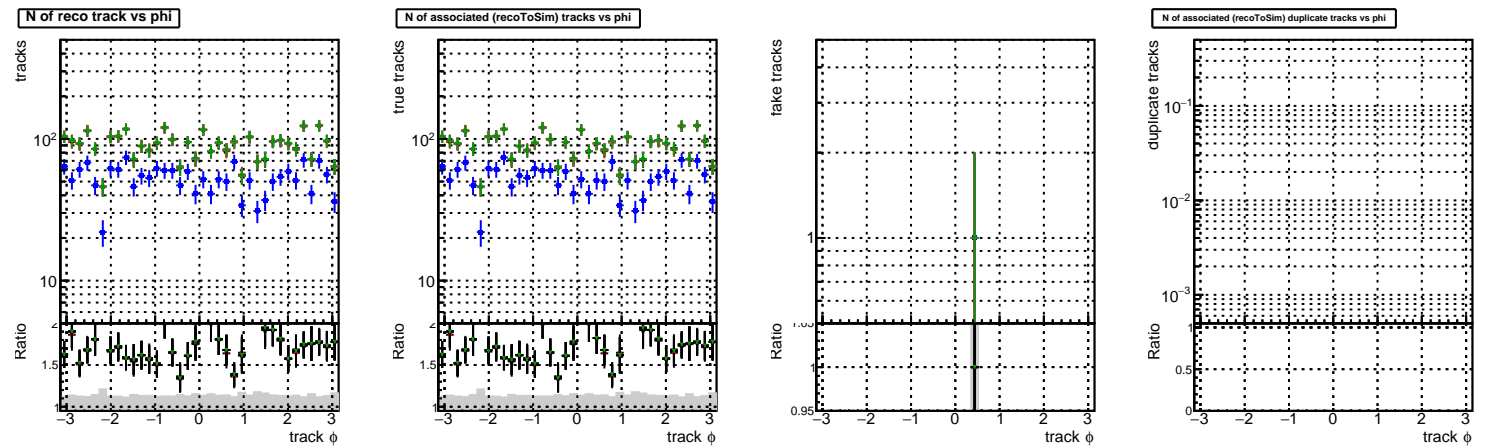 N of reco track vs phi
tracks
10²
10
Ratio
2
1.5
1
−3 −2 −1 0 1 2 3
track ϕ
N of associated (recoToSim) tracks vs phi
true tracks
10²
10
Ratio
2
1.5
1
−3 −2 −1 0 1 2 3
track ϕ
fake tracks
1
Ratio
1.05
1
0.95
−3 −2 −1 0 1 2 3
track ϕ
N of associated (recoToSim) duplicate tracks vs phi
duplicate tracks
10⁻¹
10⁻²
10⁻³
Ratio
1
0.5
0
−3 −2 −1 0 1 2 3
track ϕ